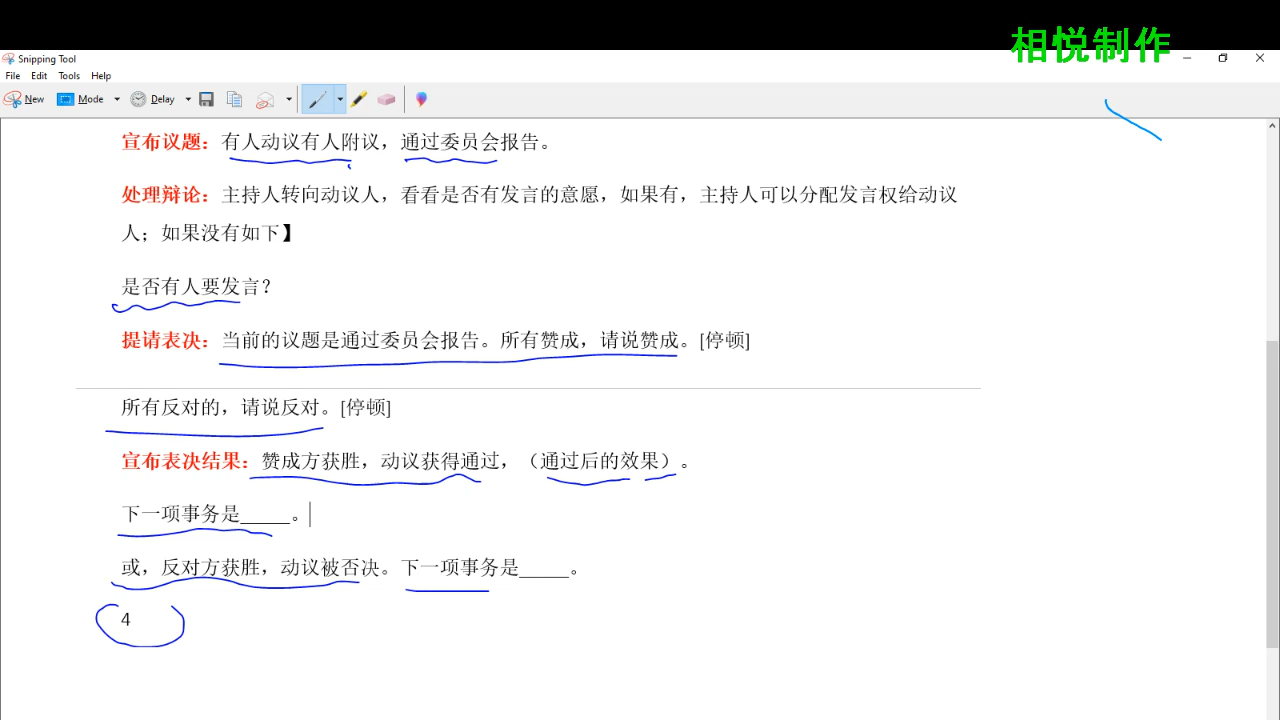 相悦制作
Snipping Tool
File Edit Tools Help
New Mode Delay
宣布议题：有人动议有人附议，通过委员会报告。
处理辩论：主持人转向动议人，看看是否有发言的意愿，如果有，主持人可以分配发言权给动议
人；如果没有如下】
是否有人要发言？
提请表决：当前的议题是通过委员会报告。所有赞成，请说赞成。[停顿]
所有反对的，请说反对。[停顿]
宣布表决结果：赞成方获胜，动议获得通过，（通过后的效果）。
下一项事务是_____。
或，反对方获胜，动议被否决。下一项事务是_____。
4